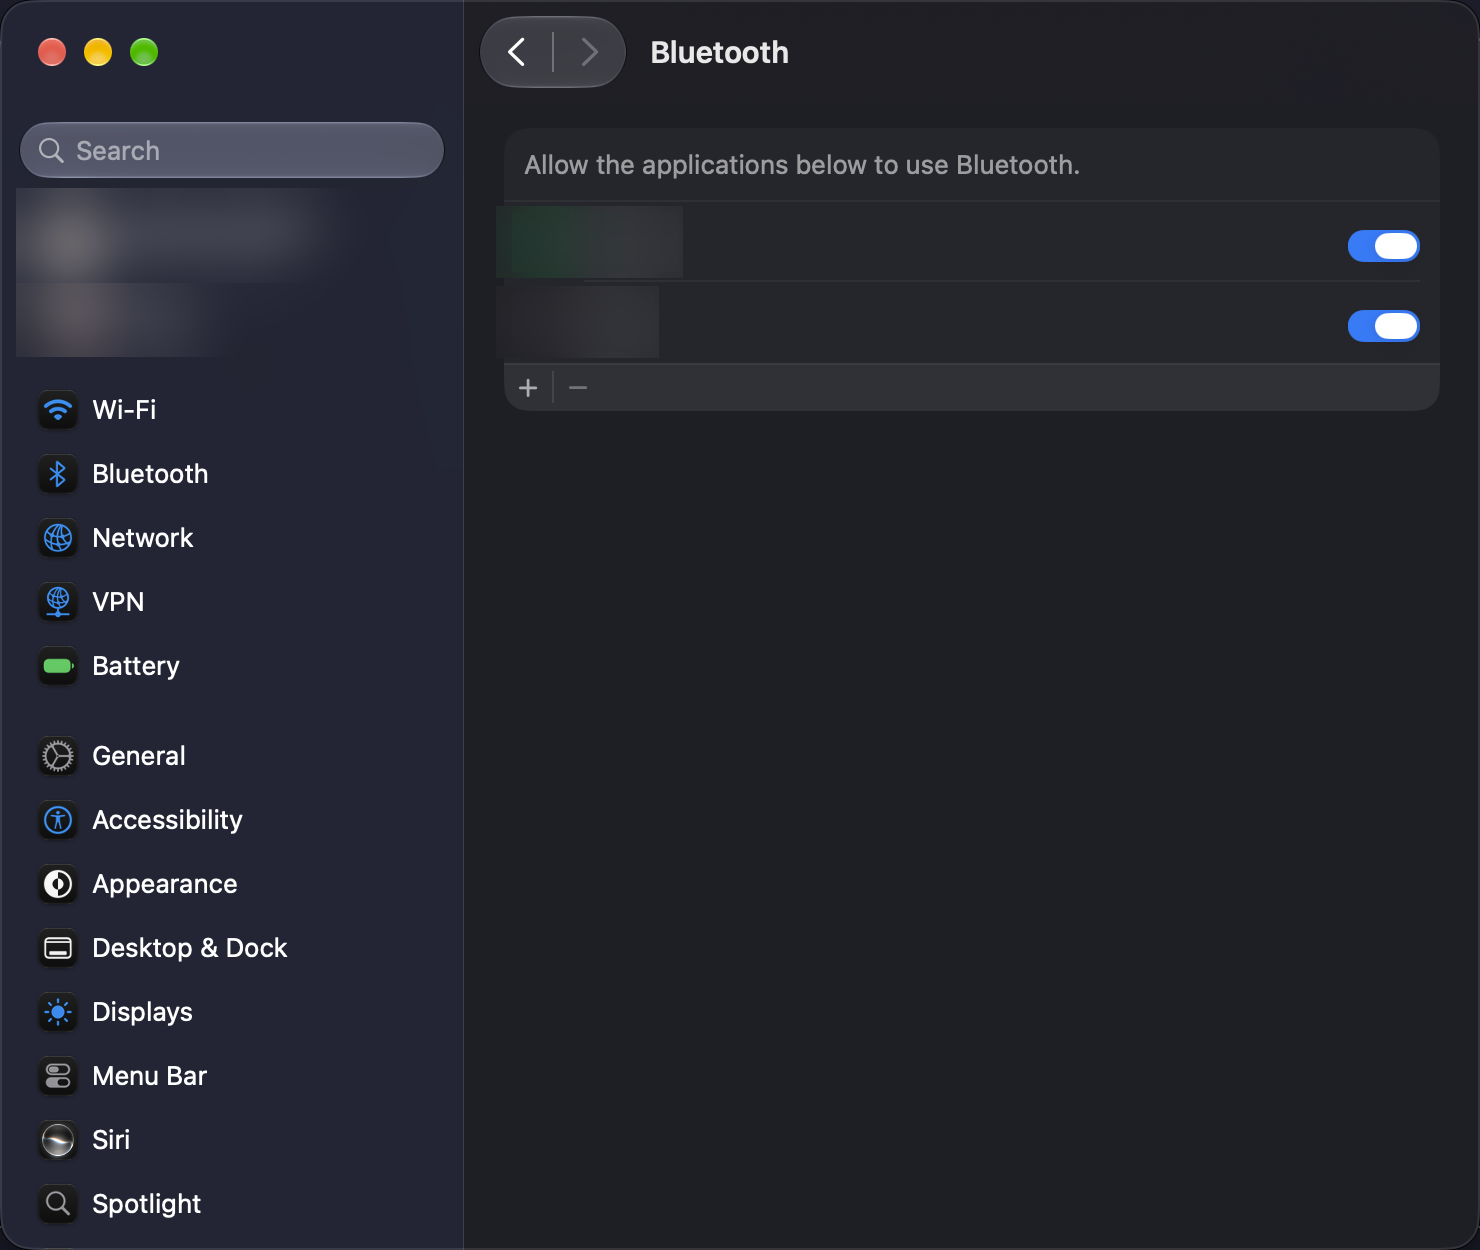 Bluetooth
Search
Allow the applications below to use Bluetooth.
Wi-Fi
Bluetooth
Network
VPN
Battery
General
Accessibility
Appearance
Desktop & Dock
Displays
Menu Bar
Siri
Spotlight